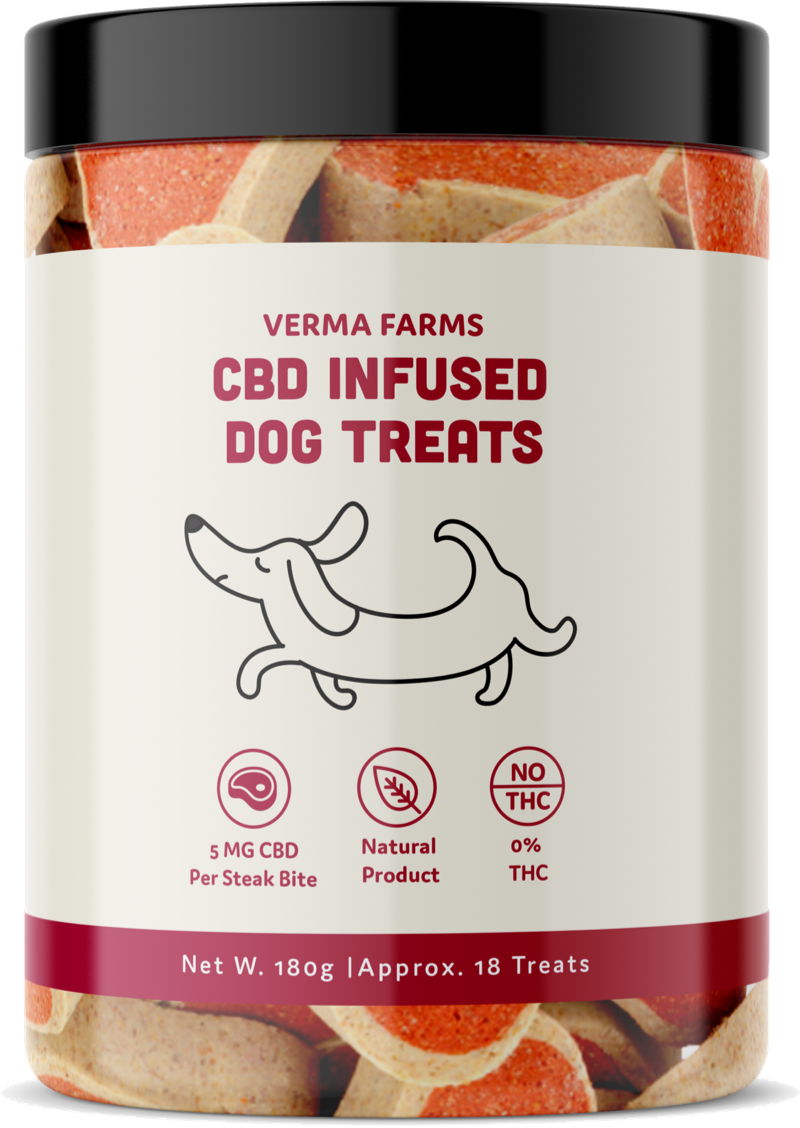 VERMA FARMS
CBD INFUSED
DOG TREATS
NO
THC
5 MG CBD
Per Steak Bite
Natural
Product
0%
THC
Net W. 180g |Approx. 18 Treats